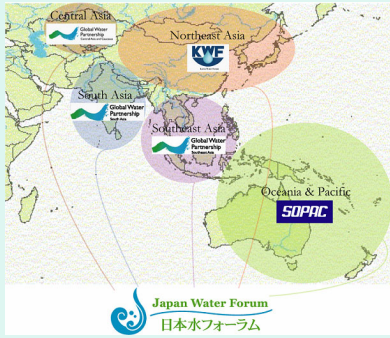 Central Asia
Global Water
Partnership
Northeast Asia
KWF
South Asia
Global Water
Partnership
South Asia
Southeast Asia
Global Water
Partnership
Southeast Asia
Oceania & Pacific
SOPAC
Japan Water Forum
日本水フォーラム